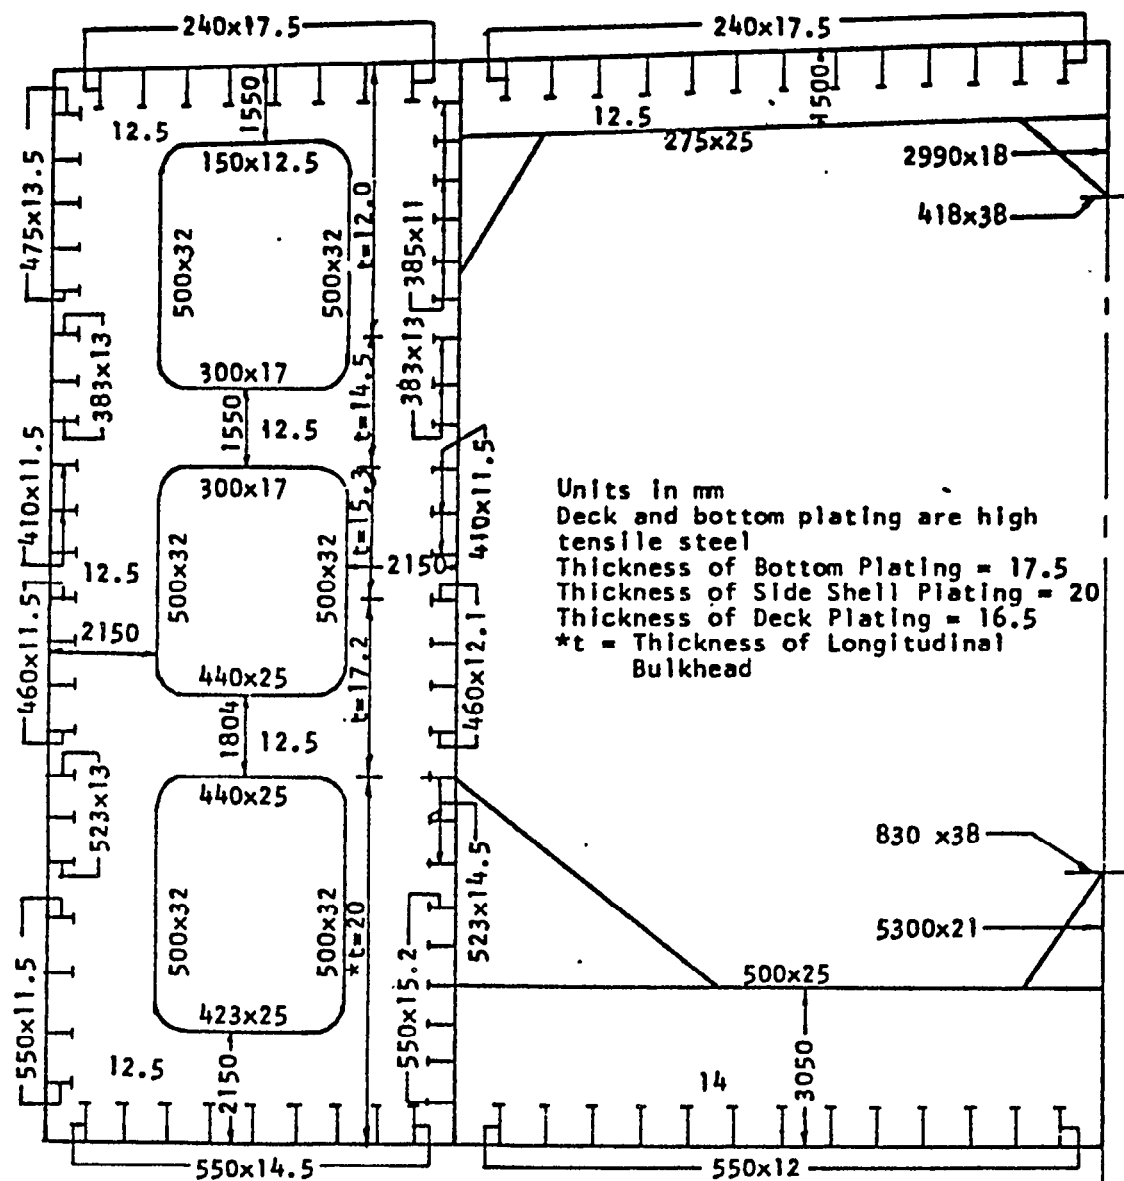 240x17.5
240x17.5
1550
1500
12.5
12.5
275x25
150x12.5
2990x18
418x38
475x13.5
500x32
500x32
t=12.0
385x11
383x13
383x13
300x17
t=14.5
1550
12.5
410x11.5
300x17
t=15.3
410x11.5
Units in mm
Deck and bottom plating are high
tensile steel
Thickness of Bottom Plating = 17.5
Thickness of Side Shell Plating = 20
Thickness of Deck Plating = 16.5
*t = Thickness of Longitudinal
Bulkhead
12.5
500x32
500x32
2150
2150
460x11.5
440x25
t=17.2
460x12.1
1804
12.5
523x13
440x25
830 x38
523x14.5
500x32
500x32
*t=20
5300x21
550x11.5
423x25
550x15.2
500x25
12.5
2150
14
3050
550x14.5
550x12